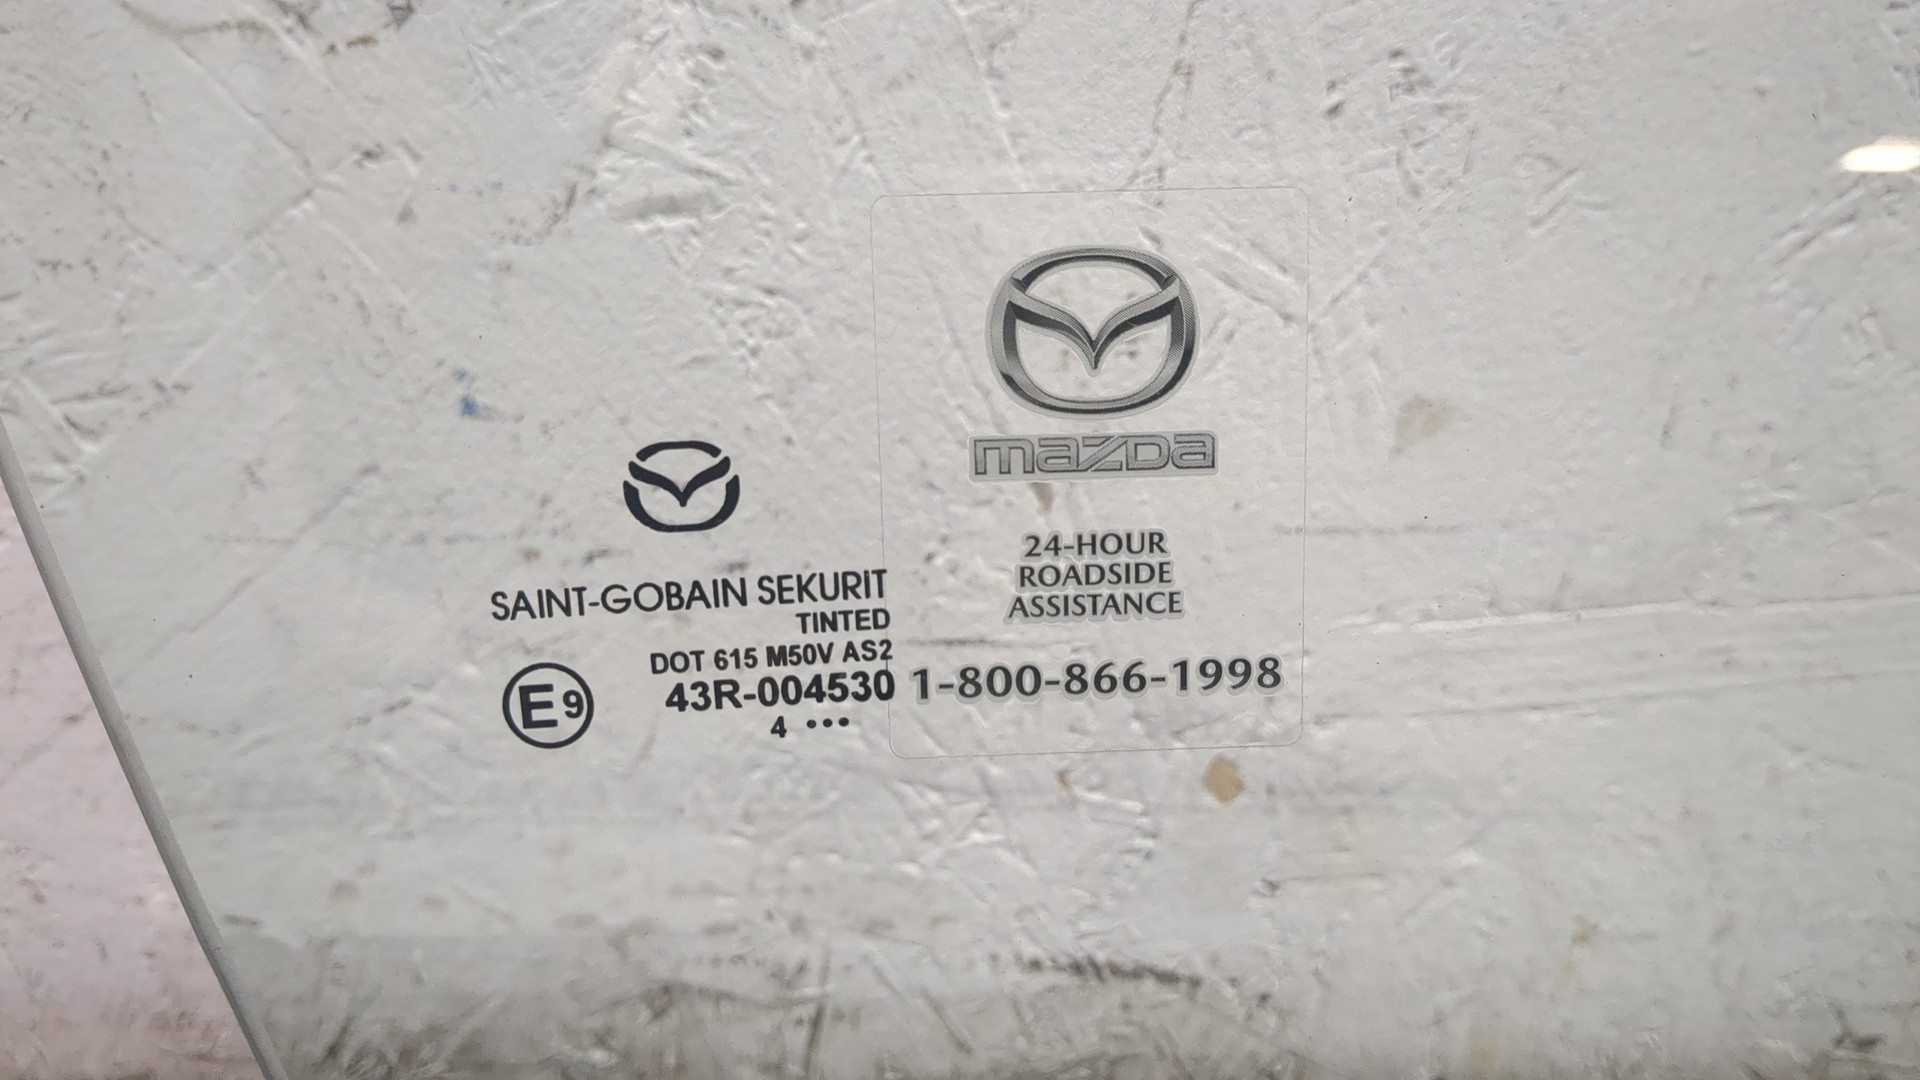 SAINT-GOBAIN SEKURIT
TINTED
DOT 615 M50V AS2
E9
43R-004530
4 •••
mazda
24-HOUR
ROADSIDE
ASSISTANCE
1-800-866-1998